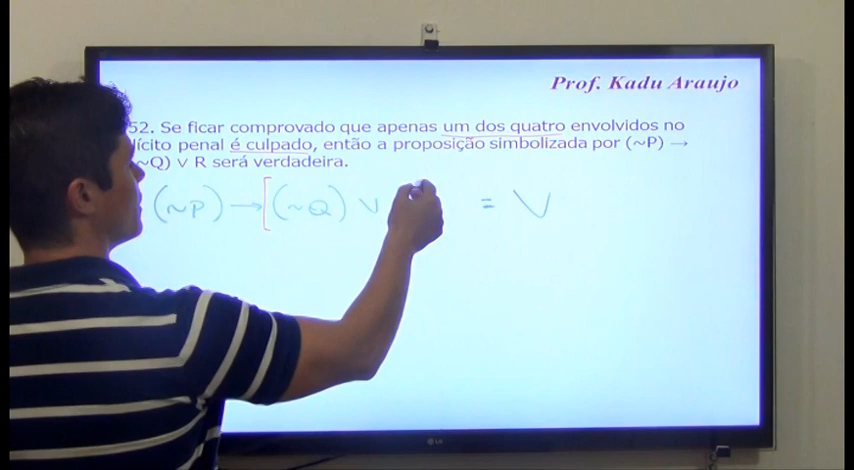 Prof. Kadu Araujo
52. Se ficar comprovado que apenas um dos quatro envolvidos no
lícito penal é culpado, então a proposição simbolizada por (~P) →
~Q) ∨ R será verdadeira.
(~P) → [(~Q) ∨ = V
LG